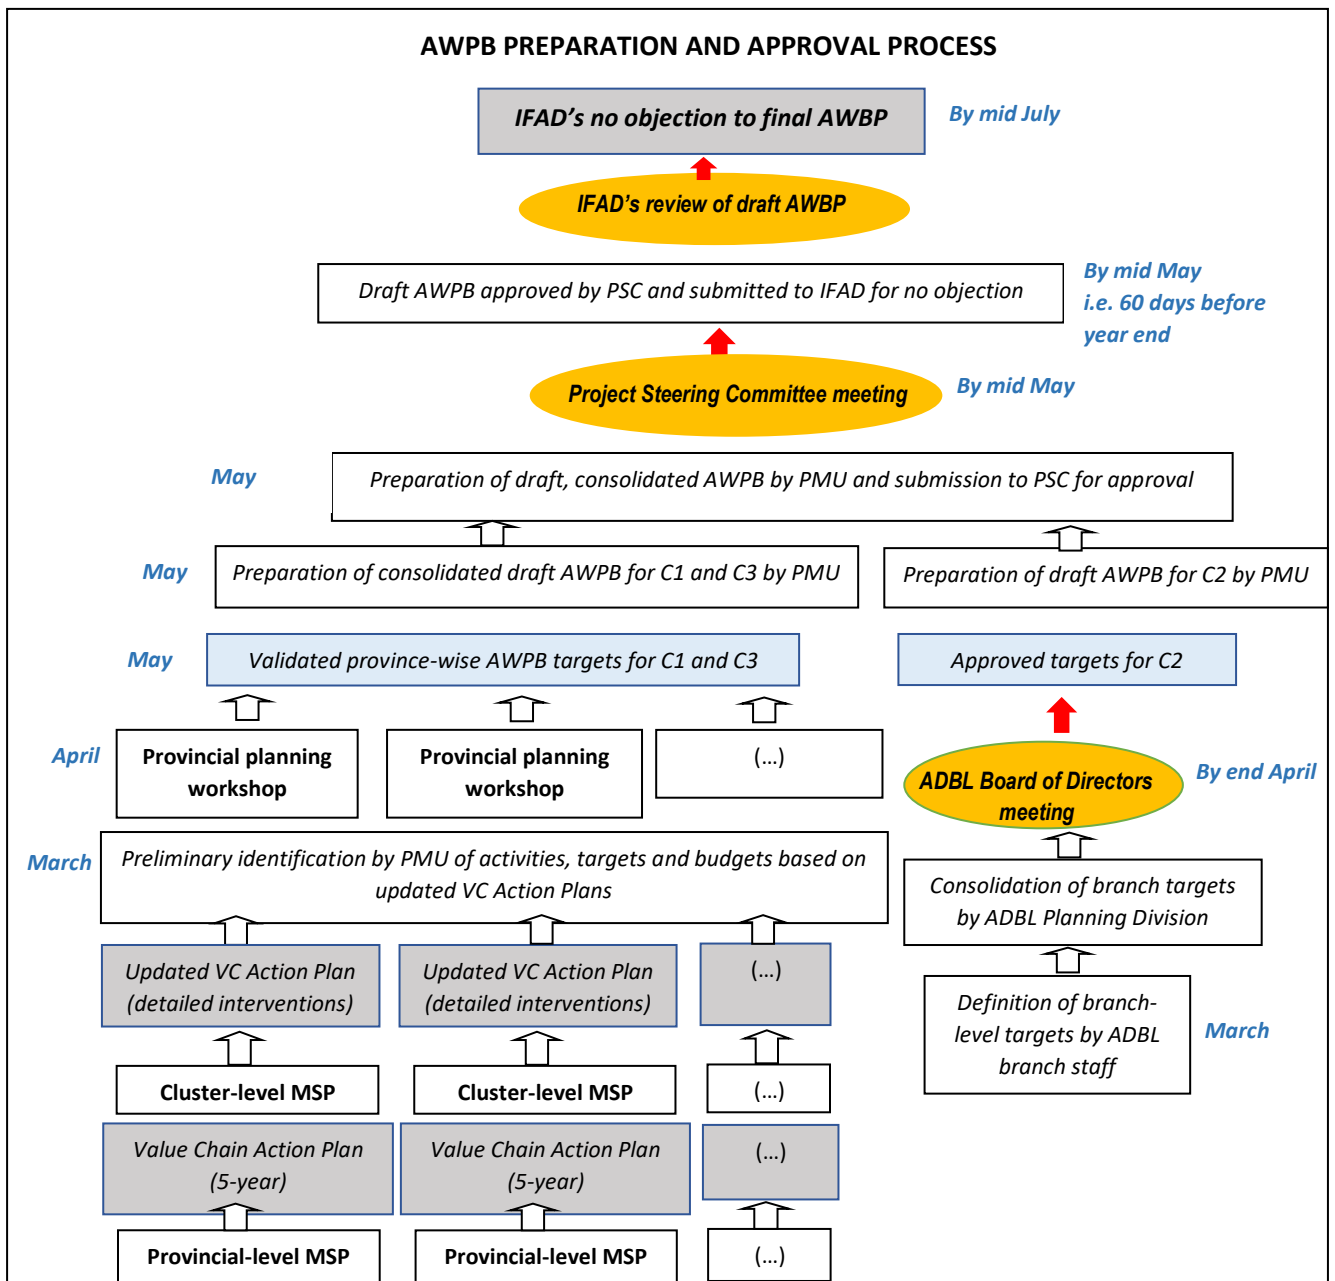 AWPB PREPARATION AND APPROVAL PROCESS
IFAD's no objection to final AWBP
By mid July
IFAD's review of draft AWBP
Draft AWPB approved by PSC and submitted to IFAD for no objection
By mid May
i.e. 60 days before
year end
Project Steering Committee meeting
By mid May
May
Preparation of draft, consolidated AWPB by PMU and submission to PSC for approval
May
Preparation of consolidated draft AWPB for C1 and C3 by PMU
Preparation of draft AWPB for C2 by PMU
May
Validated province-wise AWPB targets for C1 and C3
Approved targets for C2
April
Provincial planning
workshop
Provincial planning
workshop
(...)
ADBL Board of Directors
meeting
By end April
March
Preliminary identification by PMU of activities, targets and budgets based on
updated VC Action Plans
Consolidation of branch targets
by ADBL Planning Division
Updated VC Action Plan
(detailed interventions)
Updated VC Action Plan
(detailed interventions)
(...)
Definition of branch-
level targets by ADBL
branch staff
March
Cluster-level MSP
Cluster-level MSP
(...)
Value Chain Action Plan
(5-year)
Value Chain Action Plan
(5-year)
(...)
Provincial-level MSP
Provincial-level MSP
(...)